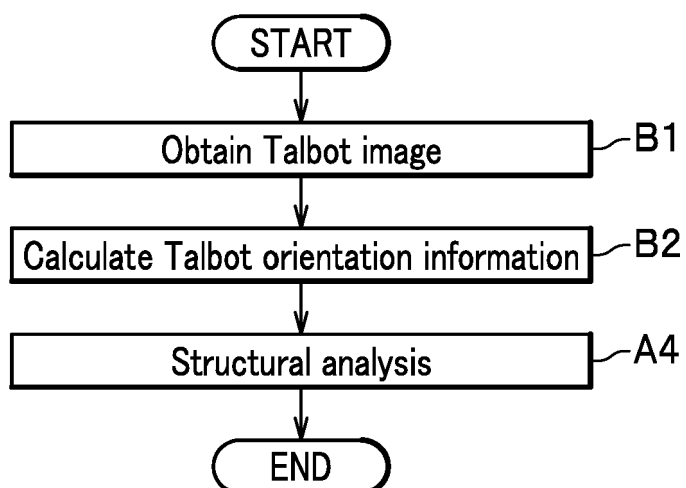 START
Obtain Talbot image
B1
Calculate Talbot orientation information
B2
Structural analysis
A4
END